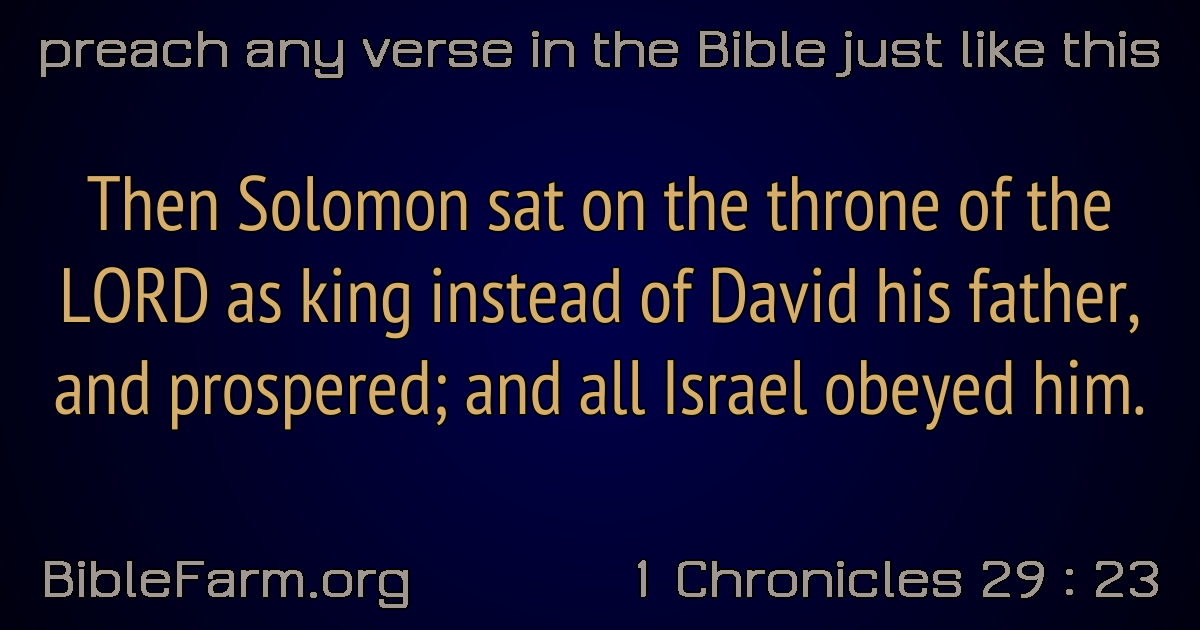 preach any verse in the Bible just like this
Then Solomon sat on the throne of the
LORD as king instead of David his father,
and prospered; and all Israel obeyed him.
BibleFarm.org
1 Chronicles 29 : 23